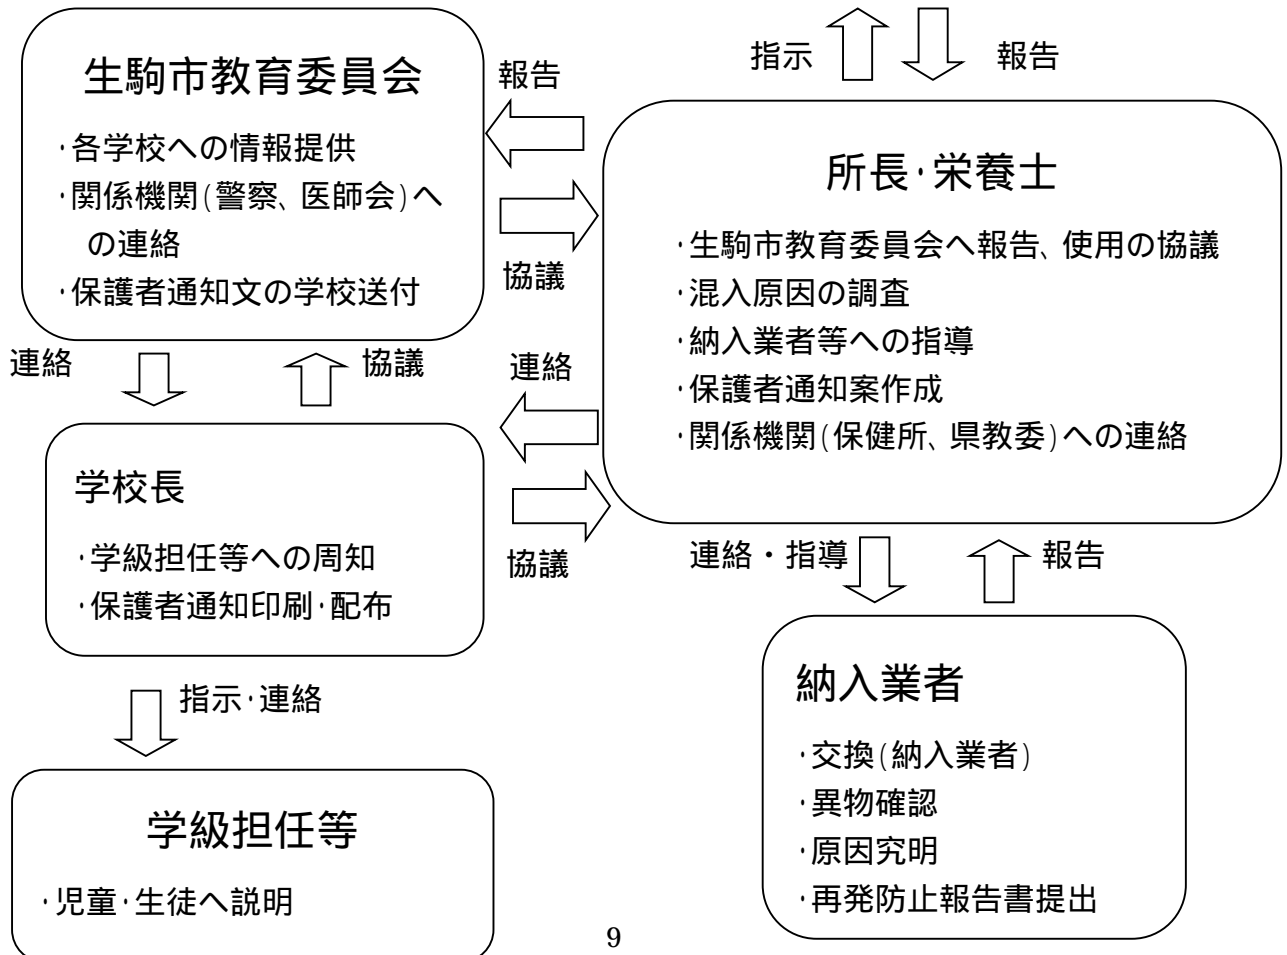 指示
報告
生駒市教育委員会
・各学校への情報提供
・関係機関(警察、医師会)へ
の連絡
・保護者通知文の学校送付
報告
協議
所長・栄養士
・生駒市教育委員会へ報告、使用の協議
・混入原因の調査
・納入業者等への指導
・保護者通知案作成
・関係機関(保健所、県教委)への連絡
連絡
協議
連絡
協議
学校長
・学級担任等への周知
・保護者通知印刷・配布
連絡・指導
報告
指示・連絡
納入業者
・交換(納入業者)
・異物確認
・原因究明
・再発防止報告書提出
学級担任等
・児童・生徒へ説明
9